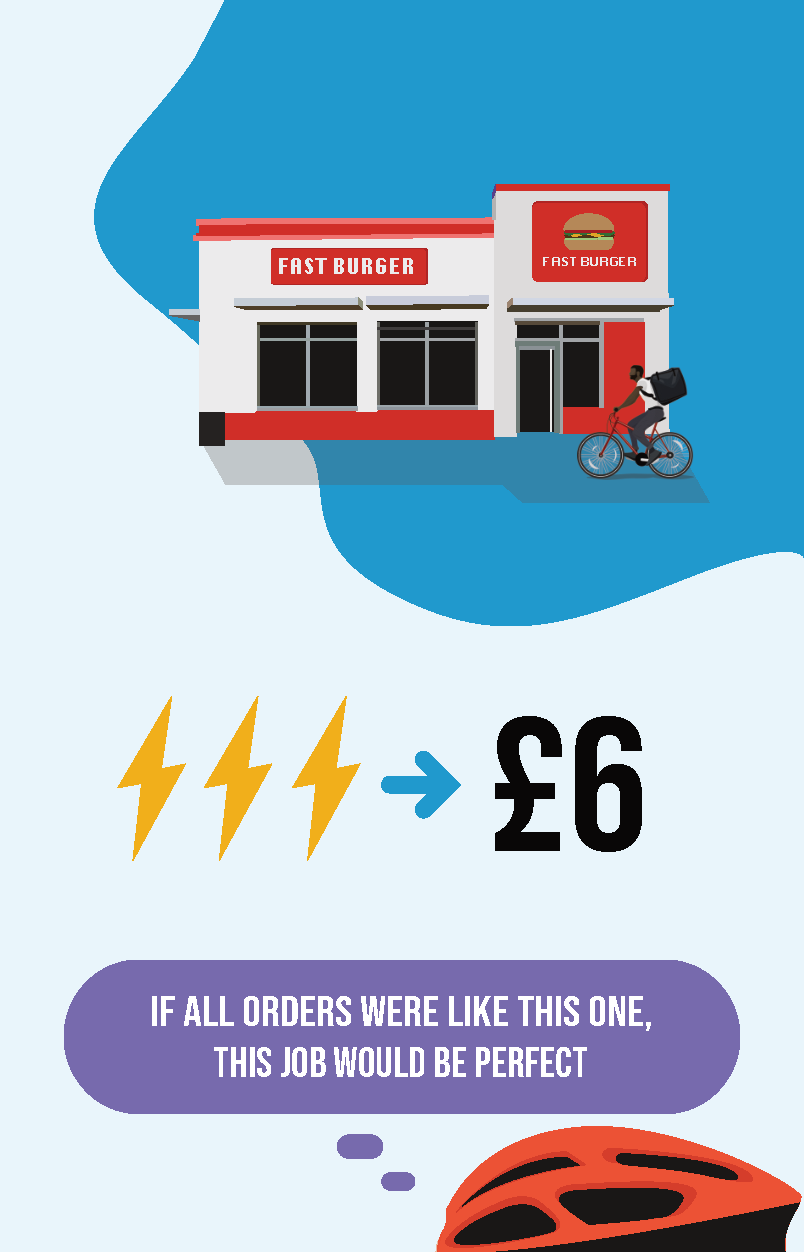 FAST BURGER
FAST BURGER
£6
IF ALL ORDERS WERE LIKE THIS ONE,
THIS JOB WOULD BE PERFECT